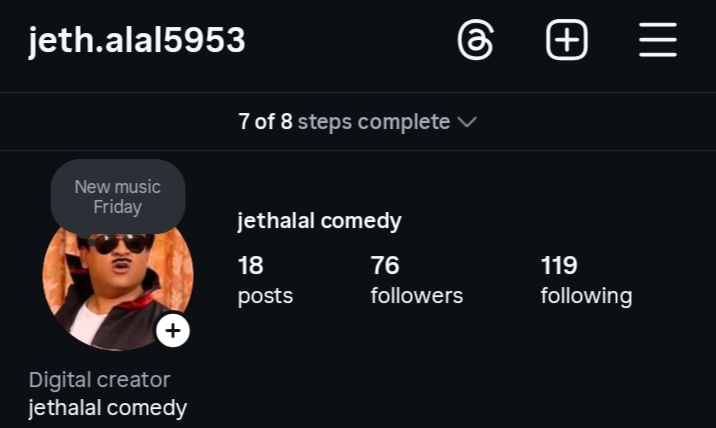 jeth.alal5953
7 of 8 steps complete
New music
Friday
jethalal comedy
18
posts
76
followers
119
following
Digital creator
jethalal comedy